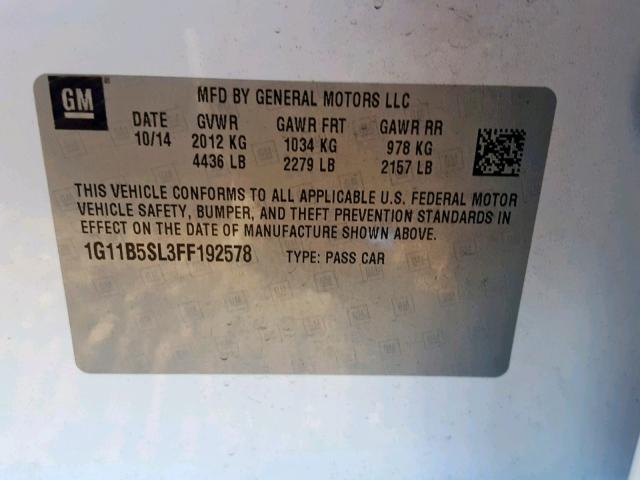 GM
MFD BY GENERAL MOTORS LLC
DATE GVWR GAWR FRT GAWR RR
10/14 2012 KG 1034 KG 978 KG
4436 LB 2279 LB 2157 LB
THIS VEHICLE CONFORMS TO ALL APPLICABLE U.S. FEDERAL MOTOR
VEHICLE SAFETY, BUMPER, AND THEFT PREVENTION STANDARDS IN
EFFECT ON THE DATE OF MANUFACTURE SHOWN ABOVE.
1G11B5SL3FF192578 TYPE: PASS CAR